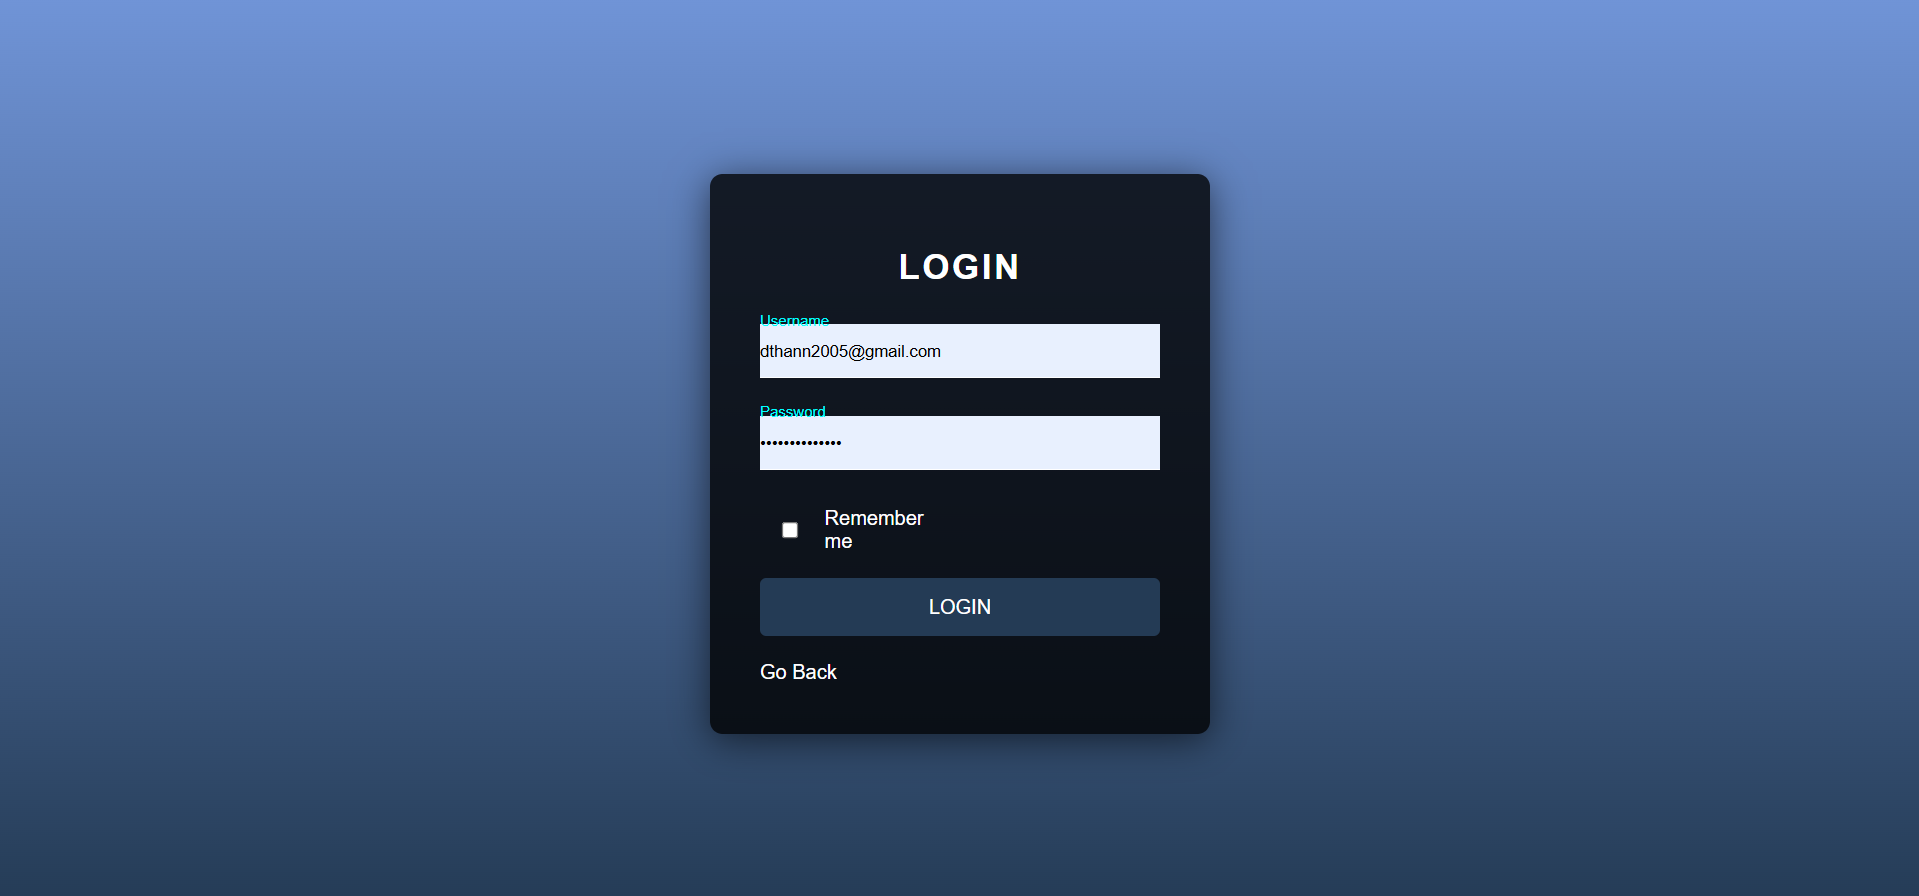 LOGIN
Username
dthann2005@gmail.com
Password
••••••••••••••
Remember
me
LOGIN
Go Back